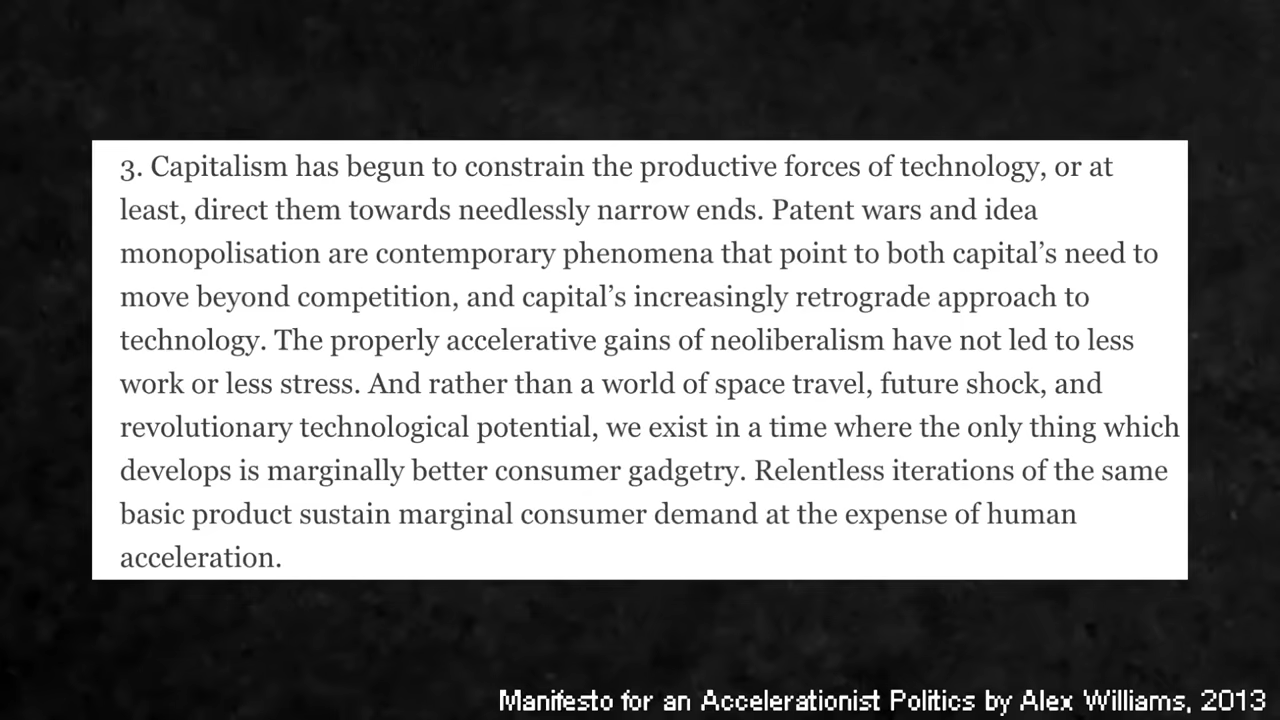 3. Capitalism has begun to constrain the productive forces of technology, or at
least, direct them towards needlessly narrow ends. Patent wars and idea
monopolisation are contemporary phenomena that point to both capital’s need to
move beyond competition, and capital’s increasingly retrograde approach to
technology. The properly accelerative gains of neoliberalism have not led to less
work or less stress. And rather than a world of space travel, future shock, and
revolutionary technological potential, we exist in a time where the only thing which
develops is marginally better consumer gadgetry. Relentless iterations of the same
basic product sustain marginal consumer demand at the expense of human
acceleration.
Manifesto for an Accelerationist Politics by Alex Williams, 2013